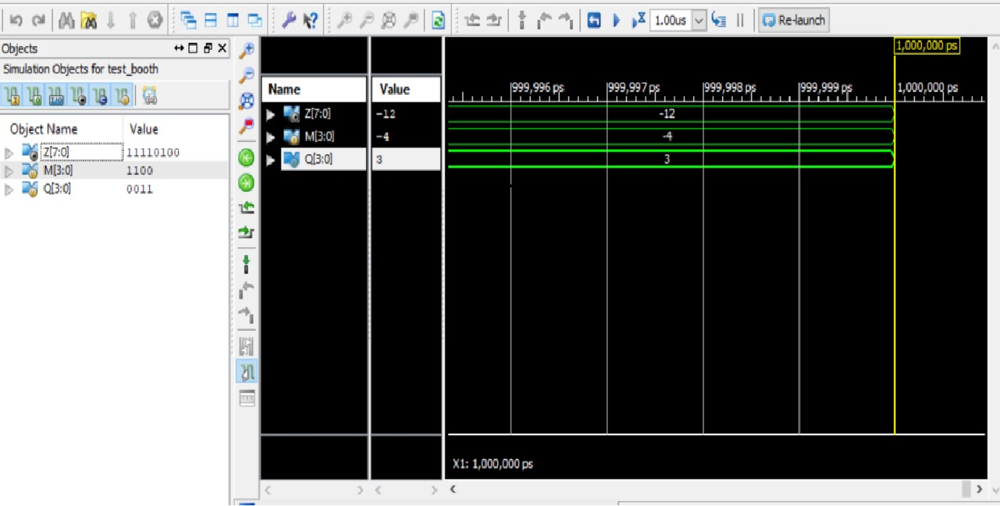 1.00us Re-launch
Objects
Simulation Objects for test_booth
Object Name Value
Z[7:0] 11110100
M[3:0] 1100
Q[3:0] 0011
Name Value
Z[7:0] -12
M[3:0] -4
Q[3:0] 3
1,000,000 ps
999,996 ps 999,997 ps 999,998 ps 999,999 ps 1,000,000 ps
-12
-4
3
X1: 1,000,000 ps